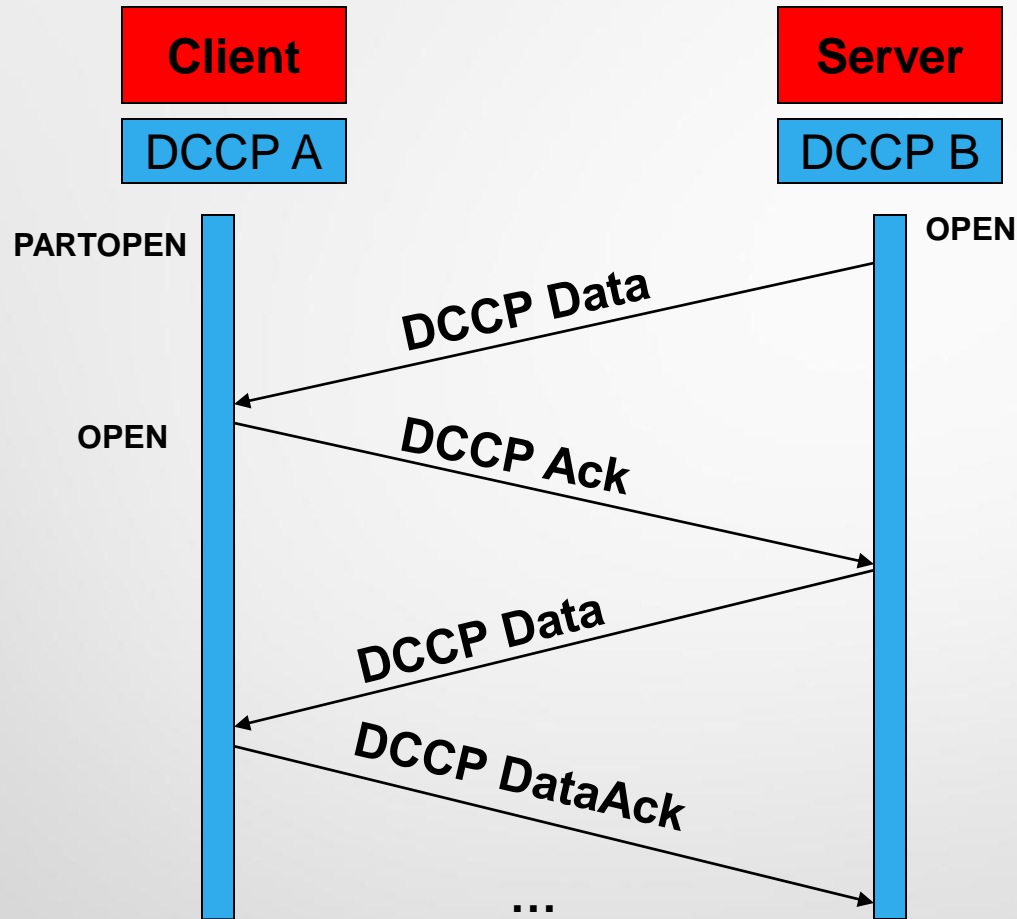 Client
Server
DCCP A
DCCP B
PARTOPEN
OPEN
DCCP Data
OPEN
DCCP Ack
DCCP Data
DCCP DataAck
...